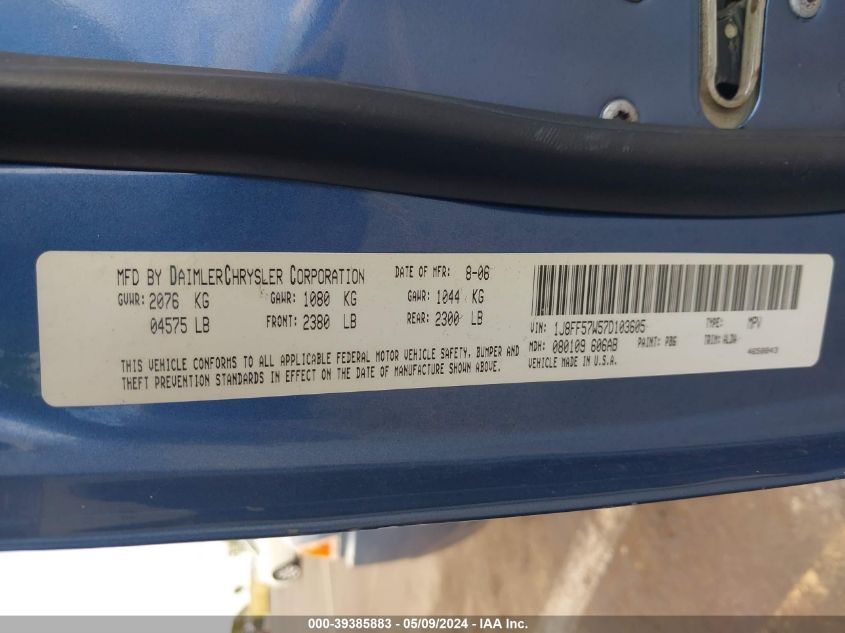 MFD BY DAIMLERCHRYSLER CORPORATION DATE OF MFR: 8-06
GVWR: 2076 KG GAWR: 1080 KG GAWR: 1044 KG
04575 LB FRONT: 2380 LB REAR: 2300 LB
THIS VEHICLE CONFORMS TO ALL APPLICABLE FEDERAL MOTOR VEHICLE SAFETY, BUMPER AND
THEFT PREVENTION STANDARDS IN EFFECT ON THE DATE OF MANUFACTURE SHOWN ABOVE.
VIN: 1J8FF57W57D103605 TYPE: MPV
MDH: 080109 606AB PAINT: PB6 TRIM: ALDA
VEHICLE MADE IN U.S.A. 4658843
000-39385883 - 05/09/2024 - IAA Inc.